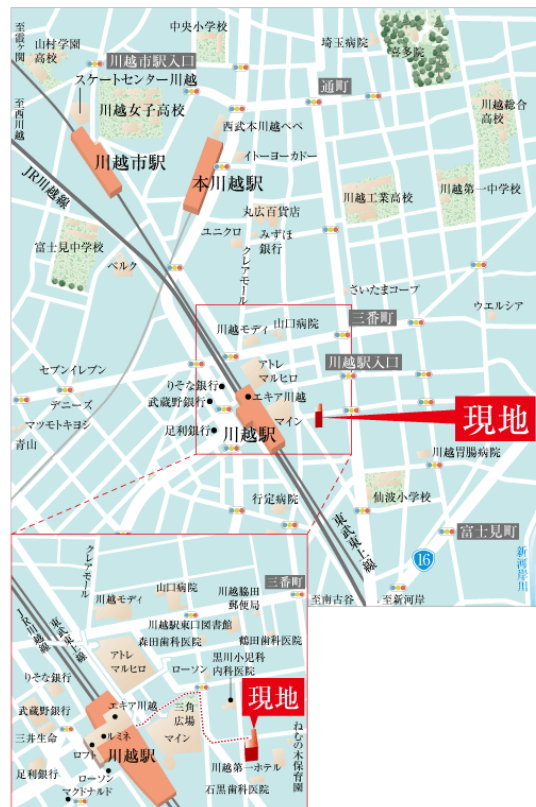 中央小学校
至霞ヶ関
山村学園
高校
川越市駅入口
埼玉病院
喜多院
スケートセンター川越
川越女子高校
通町
川越総合
高校
至西川越
西武本川越ペペ
川越市駅
イトーヨーカドー
本川越駅
JR川越線
川越工業高校
川越第一中学校
丸広百貨店
ユニクロ
みずほ
銀行
富士見中学校
クレアモール
ベルク
さいたまコープ
ウエルシア
三番町
川越モディ
山口病院
川越駅入口
アトレ
マルヒロ
セブンイレブン
りそな銀行
エキア川越
デニーズ
武蔵野銀行
マイン
現地
マツモトキヨシ
足利銀行
川越駅
青山
川越胃腸病院
行定病院
仙波小学校
東武東上線
富士見町
16
新河岸川
至南古谷
至新河岸
クレアモール
山口病院
川越脇田
郵便局
三番町
川越モディ
JR川越線
東武東上線
川越駅東口図書館
森田歯科医院
鶴田歯科医院
アトレ
マルヒロ
ローソン
黒川小児科
内科医院
りそな銀行
エキア川越
三角
広場
現地
武蔵野銀行
ルミネ
マイン
三井生命
ロフト
川越駅
ねむの木保育園
川越第一ホテル
足利銀行
ローソン
マクドナルド
石黒歯科医院